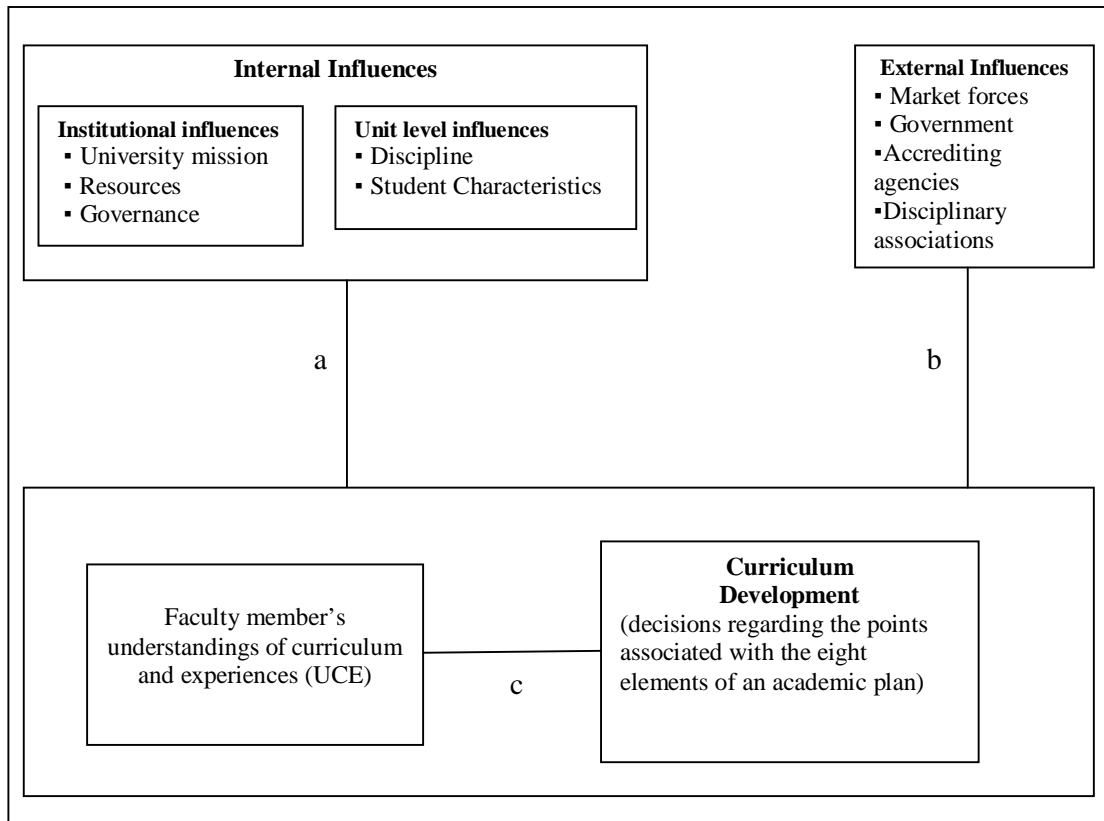 Internal Influences
Institutional influences
▪ University mission
▪ Resources
▪ Governance
Unit level influences
▪ Discipline
▪ Student Characteristics
External Influences
▪ Market forces
▪ Government
▪Accrediting
agencies
▪Disciplinary
associations
a
b
Faculty member’s
understandings of curriculum
and experiences (UCE)
c
Curriculum
Development
(decisions regarding the points
associated with the eight
elements of an academic plan)